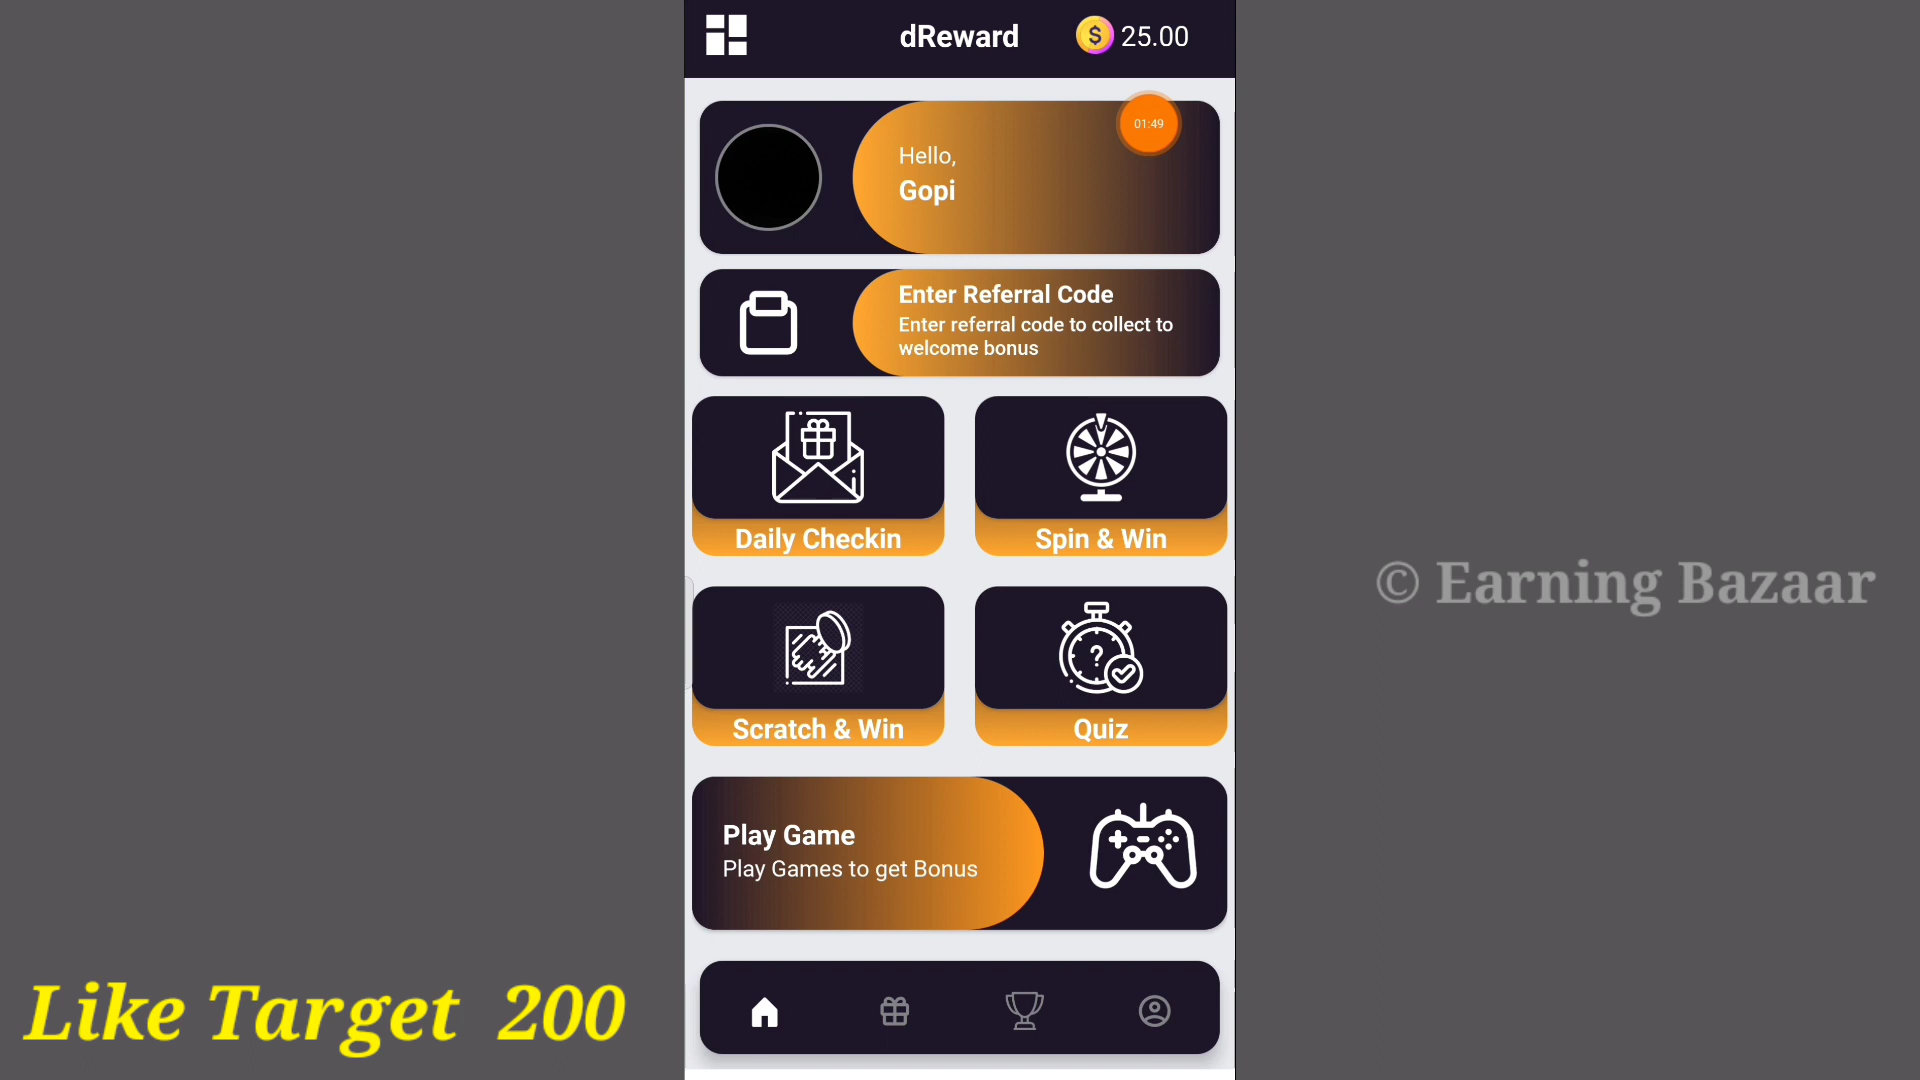 dReward
25.00
01:49
Hello,
Gopi
Enter Referral Code
Enter referral code to collect to
welcome bonus
Daily Checkin
Spin & Win
Scratch & Win
Quiz
Play Game
Play Games to get Bonus
© Earning Bazaar
Like Target 200